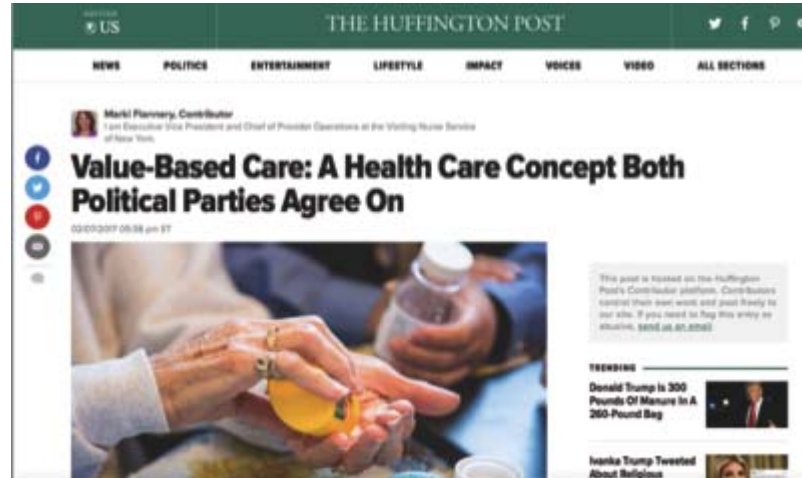 US
THE HUFFINGTON POST
NEWS POLITICS ENTERTAINMENT LIFESTYLE IMPACT VOICES VIDEO ALL SECTIONS
Marki Flannery, Contributor
I am Executive Vice President and Chief of Provider Operations at the Visiting Nurse Service
of New York.
Value-Based Care: A Health Care Concept Both
Political Parties Agree On
pm ET
This post is hosted on the Huffington
Post's Contributor platform. Contributors
control their own work and post freely to
our site. If you need to flag this entry as
abusive, send us an email.
TRENDING
Donald Trump Is 300
Pounds Of Manure In A
260-Pound Bag
Ivanka Trump Tweeted
About Religious